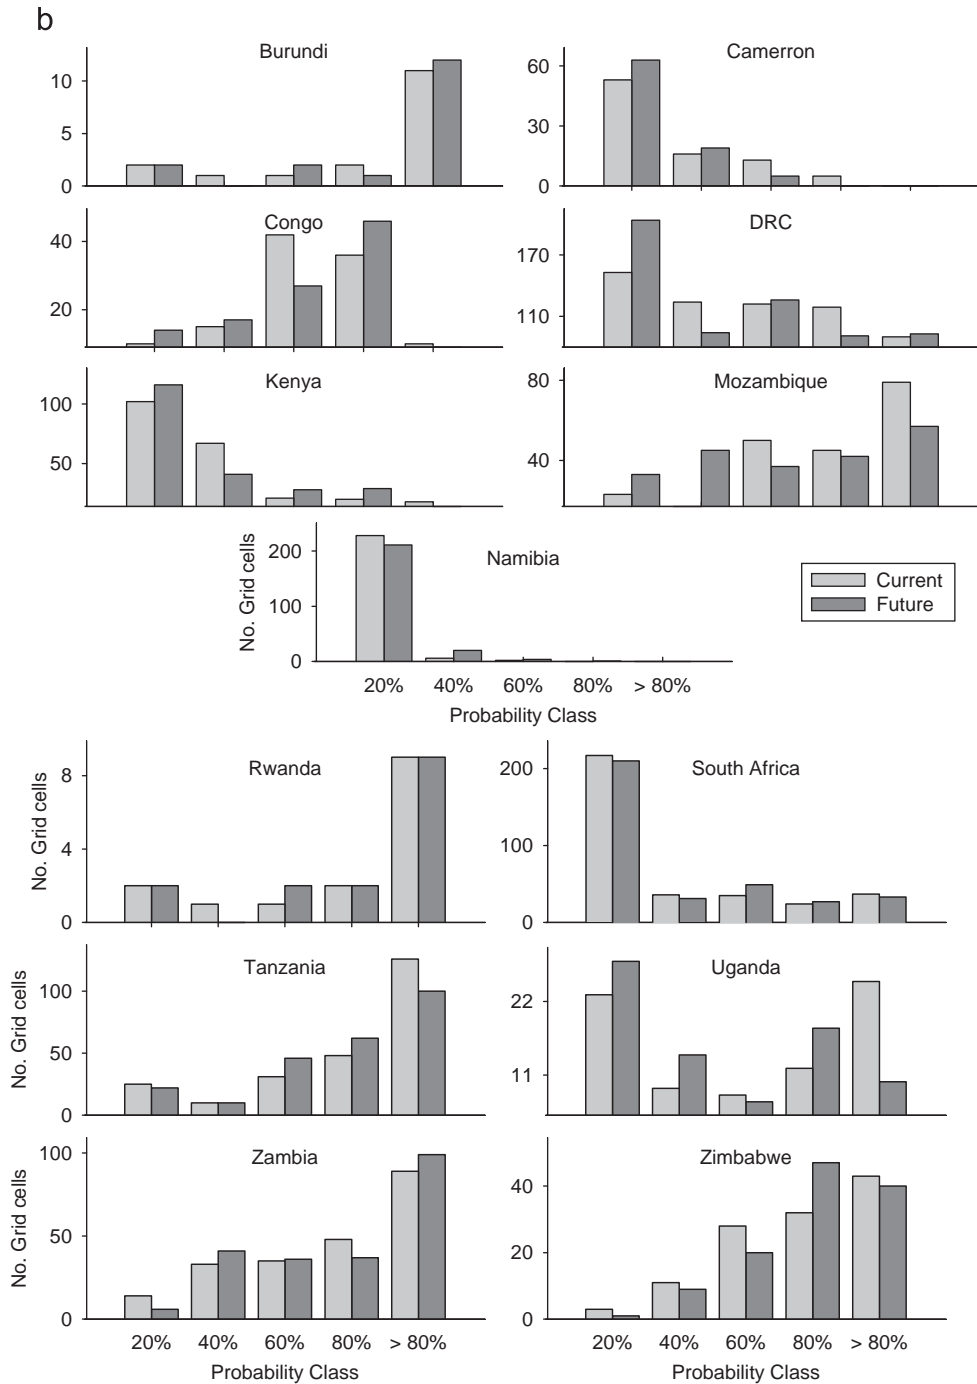 b
Burundi
10
5
0
Camerron
60
30
0
Congo
40
20
DRC
170
110
Kenya
100
50
Mozambique
80
40
Namibia
No. Grid cells
200
100
0
20% 40% 60% 80% > 80%
Probability Class
Current
Future
Rwanda
No. Grid cells
8
4
0
South Africa
200
100
0
Tanzania
No. Grid cells
100
50
0
Uganda
22
11
Zambia
No. Grid cells
100
50
0
20% 40% 60% 80% > 80%
Probability Class
Zimbabwe
40
20
0
20% 40% 60% 80% > 80%
Probability Class